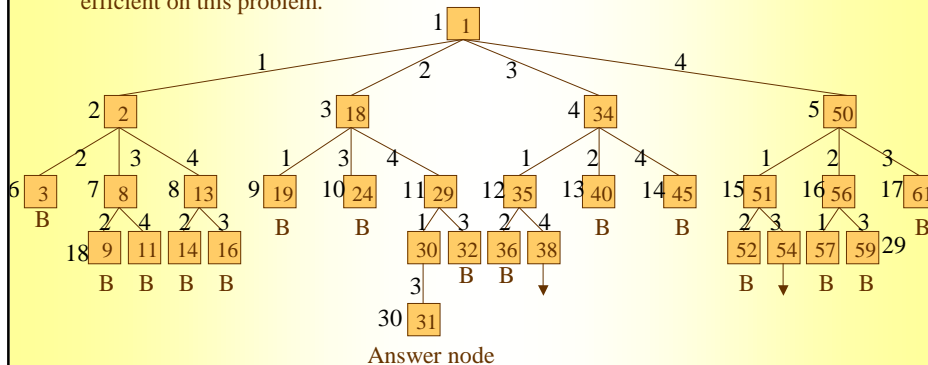 efficient on this problem.
1 1
1 2 3 4
2 2 3 18 4 34 5 50
2 3 4 1 3 4 1 2 4 1 2 3
6 3 7 8 8 13 9 19 10 24 11 29 12 35 13 40 14 45 15 51 16 56 17 61
B B B B B B
2 4 2 3 1 3 2 4 2 3 1 3
18 9 11 14 16 30 32 36 38 52 54 57 59 29
B B B B B B B B B
3
30 31
Answer node